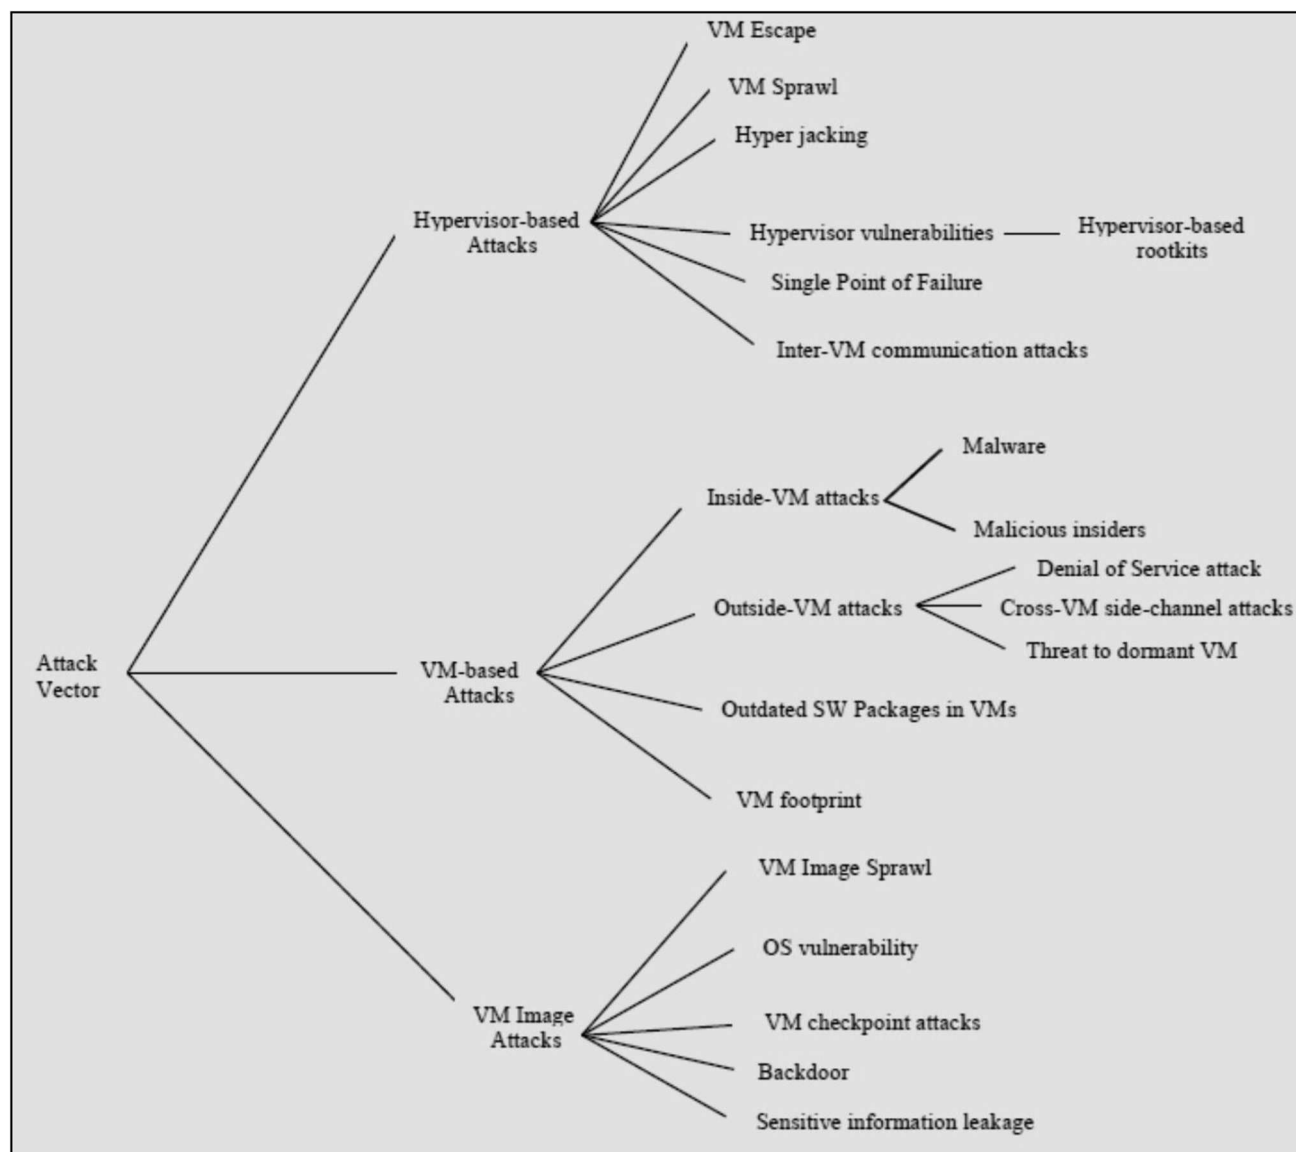 VM Escape
VM Sprawl
Hyper jacking
Hypervisor-based
Attacks
Hypervisor vulnerabilities
Hypervisor-based
rootkits
Single Point of Failure
Inter-VM communication attacks
Malware
Inside-VM attacks
Malicious insiders
Denial of Service attack
Outside-VM attacks
Cross-VM side-channel attacks
Threat to dormant VM
Attack
Vector
VM-based
Attacks
Outdated SW Packages in VMs
VM footprint
VM Image Sprawl
OS vulnerability
VM Image
Attacks
VM checkpoint attacks
Backdoor
Sensitive information leakage